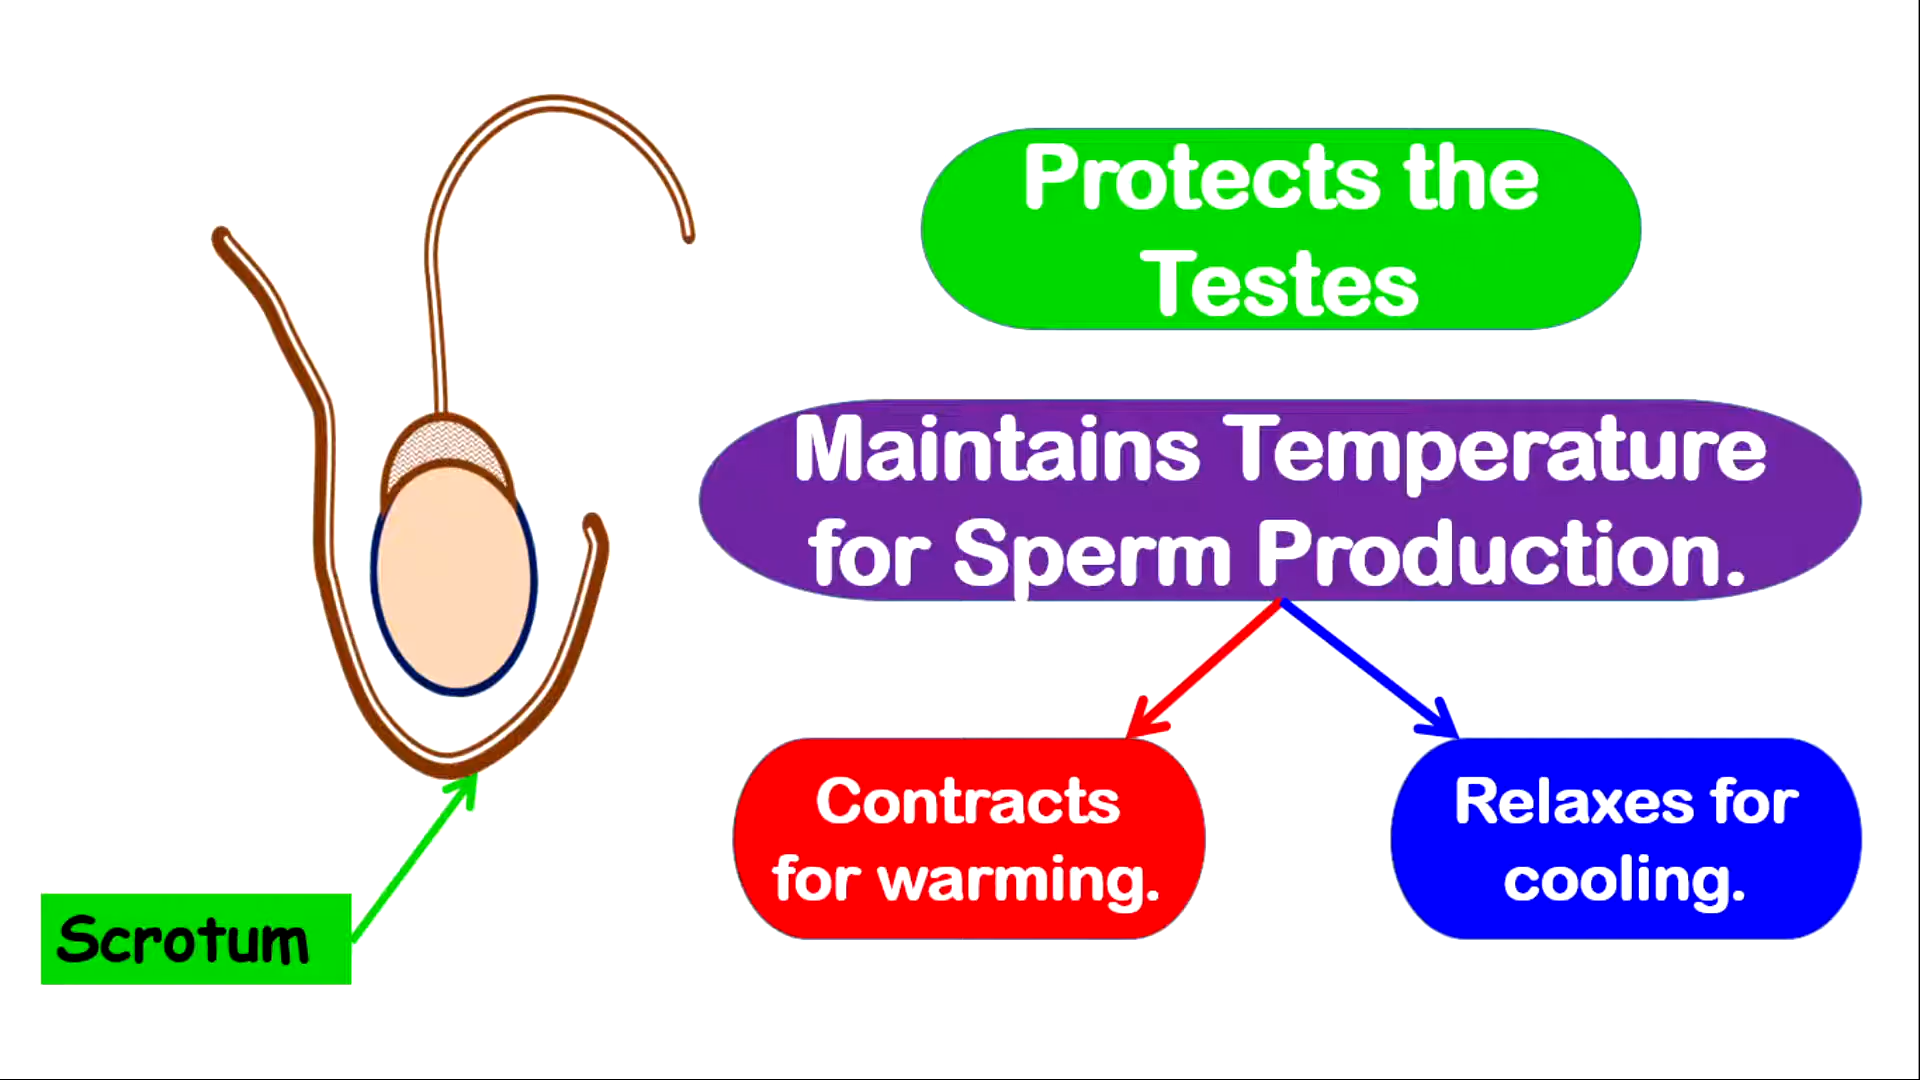 Protects the
Testes
Maintains Temperature
for Sperm Production.
Contracts
for warming.
Relaxes for
cooling.
Scrotum